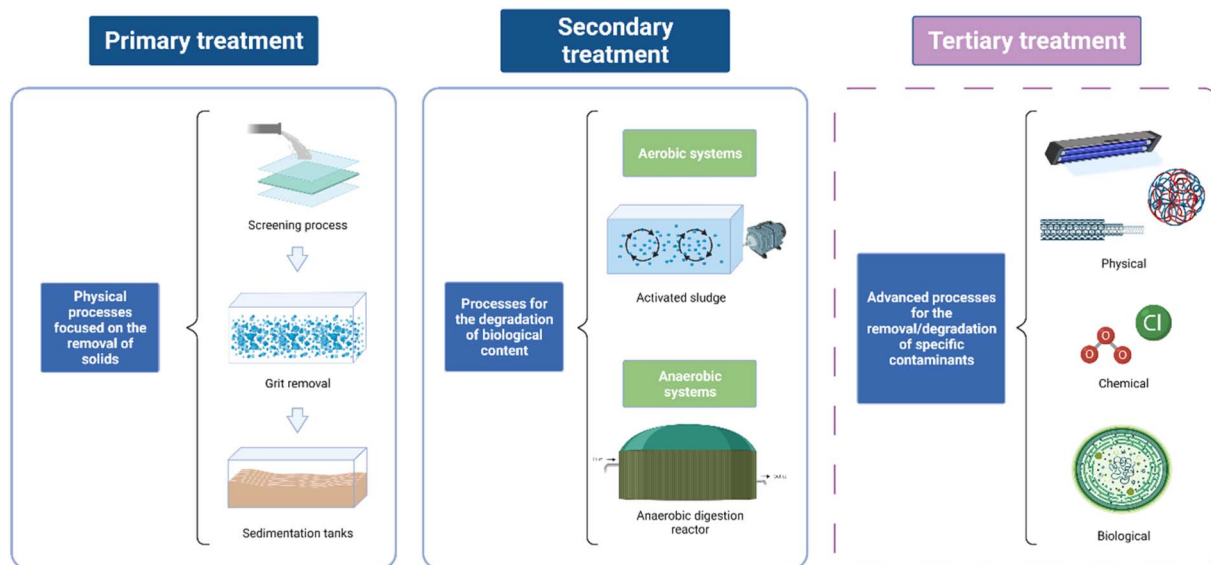 Primary treatment
Physical
processes
focused on the
removal of
solids
Screening process
Grit removal
Sedimentation tanks
Secondary
treatment
Processes for
the degradation
of biological
content
Aerobic systems
Activated sludge
Anaerobic
systems
Anaerobic digestion
reactor
Tertiary treatment
Advanced processes
for the
removal/degradation
of specific
contaminants
Physical
O
O
O
Cl
Chemical
Biological